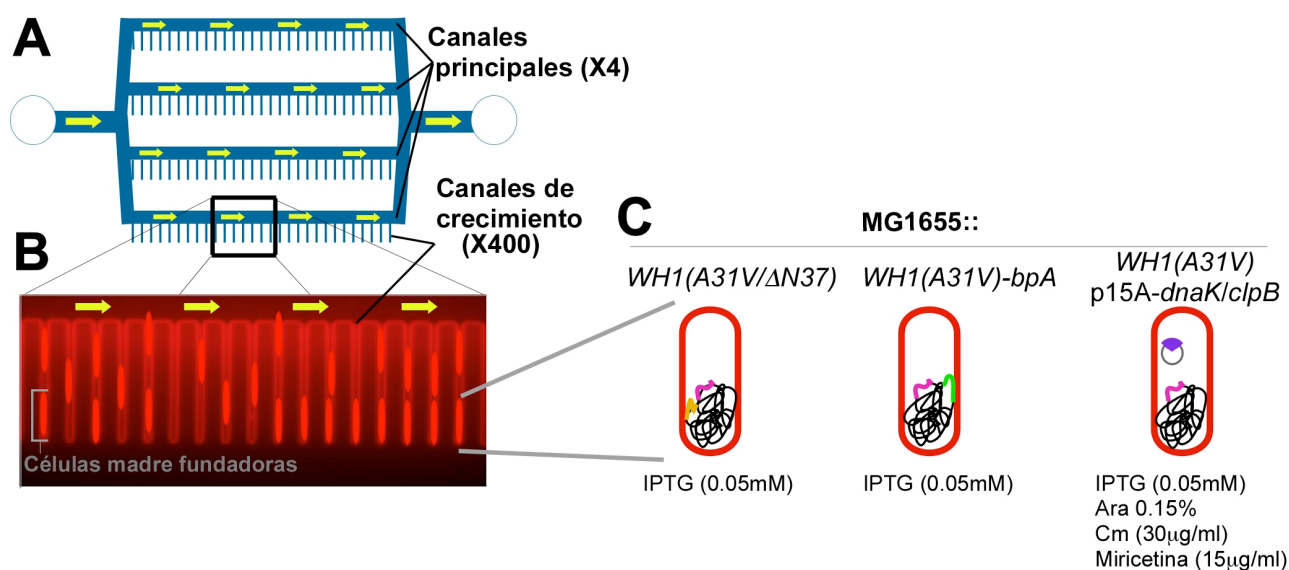 A
Canales
principales (X4)
Canales de
crecimiento
(X400)
B
Células madre fundadoras
C
MG1655::
WH1(A31V/ΔN37)
IPTG (0.05mM)
WH1(A31V)-bpA
IPTG (0.05mM)
WH1(A31V)
p15A-dnaK/clpB
IPTG (0.05mM)
Ara 0.15%
Cm (30μg/ml)
Miricetina (15μg/ml)